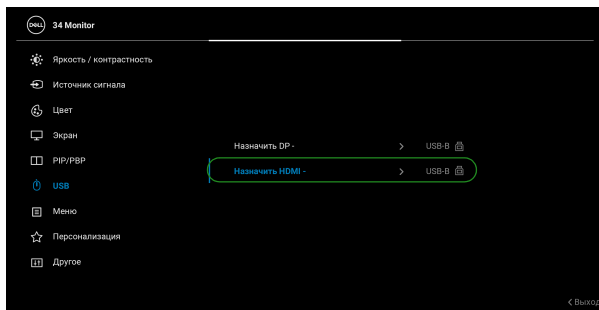 DELL
34 Monitor
Яркость / контрастность
Источник сигнала
Цвет
Экран
Назначить DP - USB-B
PIP/PBP
Назначить HDMI - USB-B
USB
Меню
Персонализация
Другое
Выход